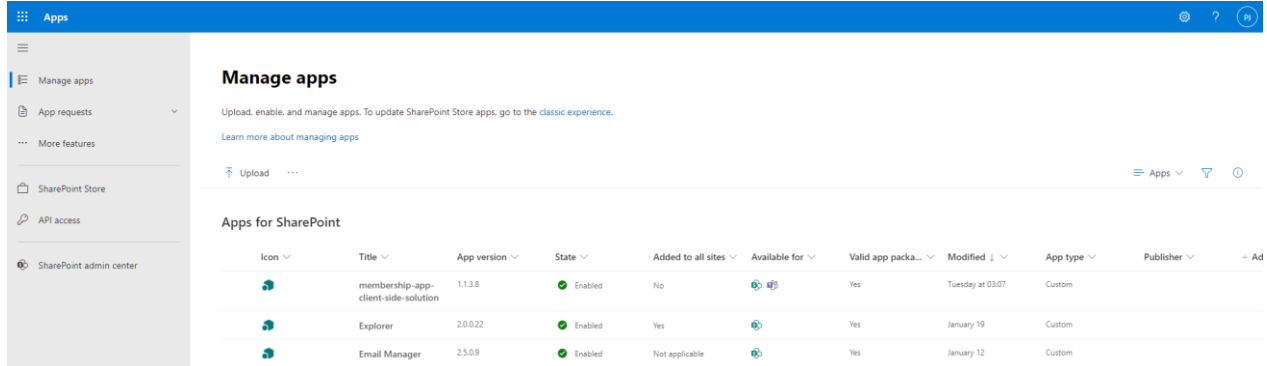 Apps
PJ
Manage apps
App requests
More features
SharePoint Store
API access
SharePoint admin center
Manage apps
Upload, enable, and manage apps. To update SharePoint Store apps, go to the classic experience.
Learn more about managing apps
Upload ···
Apps
Apps for SharePoint
Icon Title App version State Added to all sites Available for Valid app packa... Modified ↓ App type Publisher + Ad
membership-app-
client-side-solution 1.1.3.8 Enabled No Yes Tuesday at 03:07 Custom
Explorer 2.0.0.22 Enabled Yes Yes January 19 Custom
Email Manager 2.5.0.9 Enabled Not applicable Yes January 12 Custom